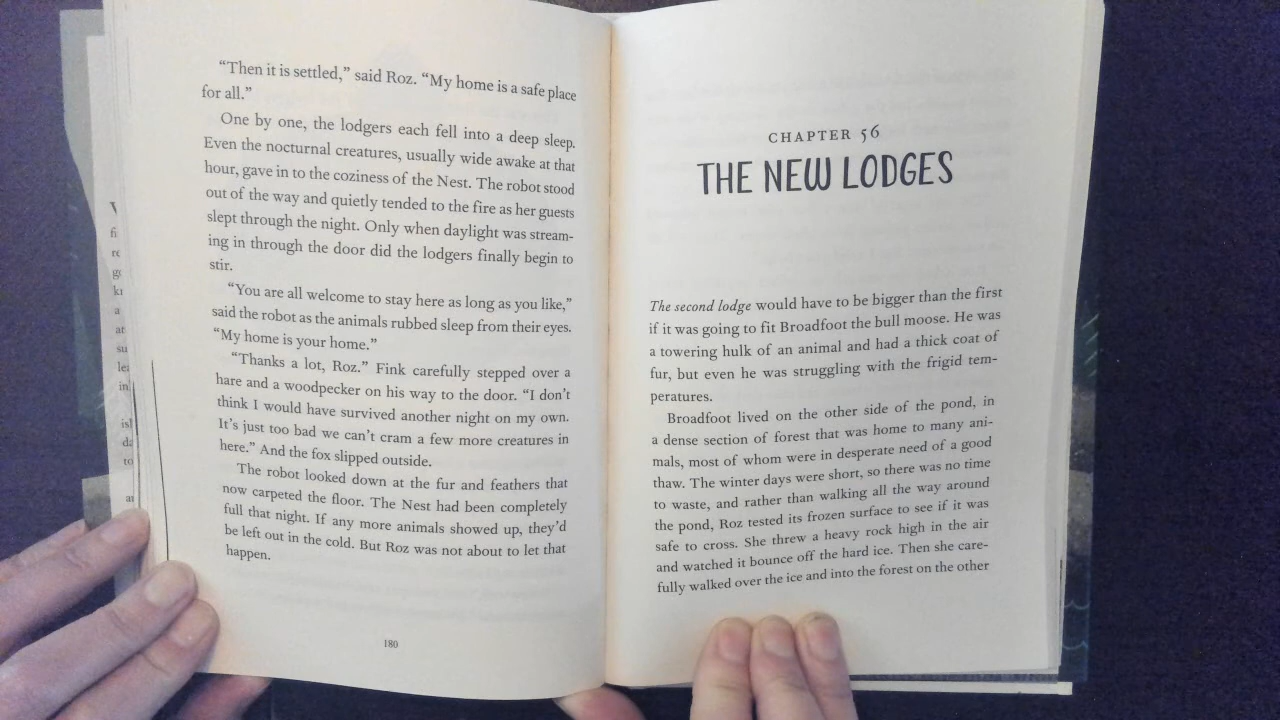 “Then it is settled,” said Roz. “My home is a safe place
for all.”
One by one, the lodgers each fell into a deep sleep.
Even the nocturnal creatures, usually wide awake at that
hour, gave in to the coziness of the Nest. The robot stood
out of the way and quietly tended to the fire as her guests
slept through the night. Only when daylight was stream-
ing in through the door did the lodgers finally begin to
stir.
“You are all welcome to stay here as long as you like,”
said the robot as the animals rubbed sleep from their eyes.
“My home is your home.”
“Thanks a lot, Roz.” Fink carefully stepped over a
hare and a woodpecker on his way to the door. “I don’t
think I would have survived another night on my own.
It’s just too bad we can’t cram a few more creatures in
here.” And the fox slipped outside.
The robot looked down at the fur and feathers that
now carpeted the floor. The Nest had been completely
full that night. If any more animals showed up, they’d
be left out in the cold. But Roz was not about to let that
happen.
180
CHAPTER 56
THE NEW LODGES
The second lodge would have to be bigger than the first
if it was going to fit Broadfoot the bull moose. He was
a towering hulk of an animal and had a thick coat of
fur, but even he was struggling with the frigid tem-
peratures.
Broadfoot lived on the other side of the pond, in
a dense section of forest that was home to many ani-
mals, most of whom were in desperate need of a good
thaw. The winter days were short, so there was no time
to waste, and rather than walking all the way around
the pond, Roz tested its frozen surface to see if it was
safe to cross. She threw a heavy rock high in the air
and watched it bounce off the hard ice. Then she care-
fully walked over the ice and into the forest on the other